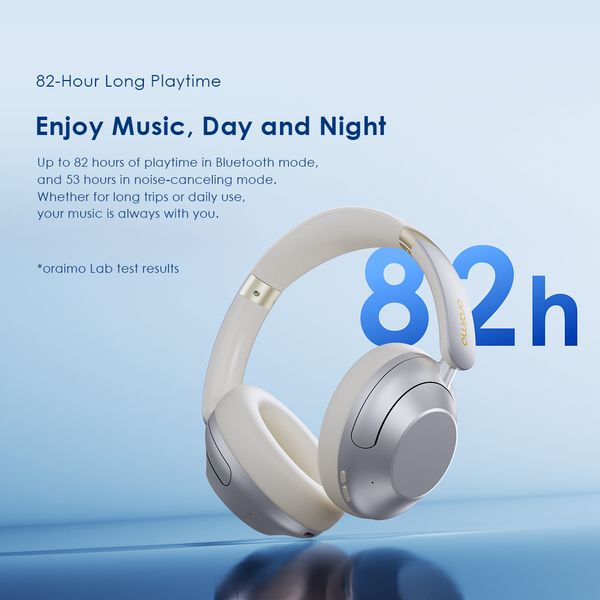 82-Hour Long Playtime
Enjoy Music, Day and Night
Up to 82 hours of playtime in Bluetooth mode,
and 53 hours in noise-canceling mode.
Whether for long trips or daily use,
your music is always with you.
*oraimo Lab test results
82h
oraimo